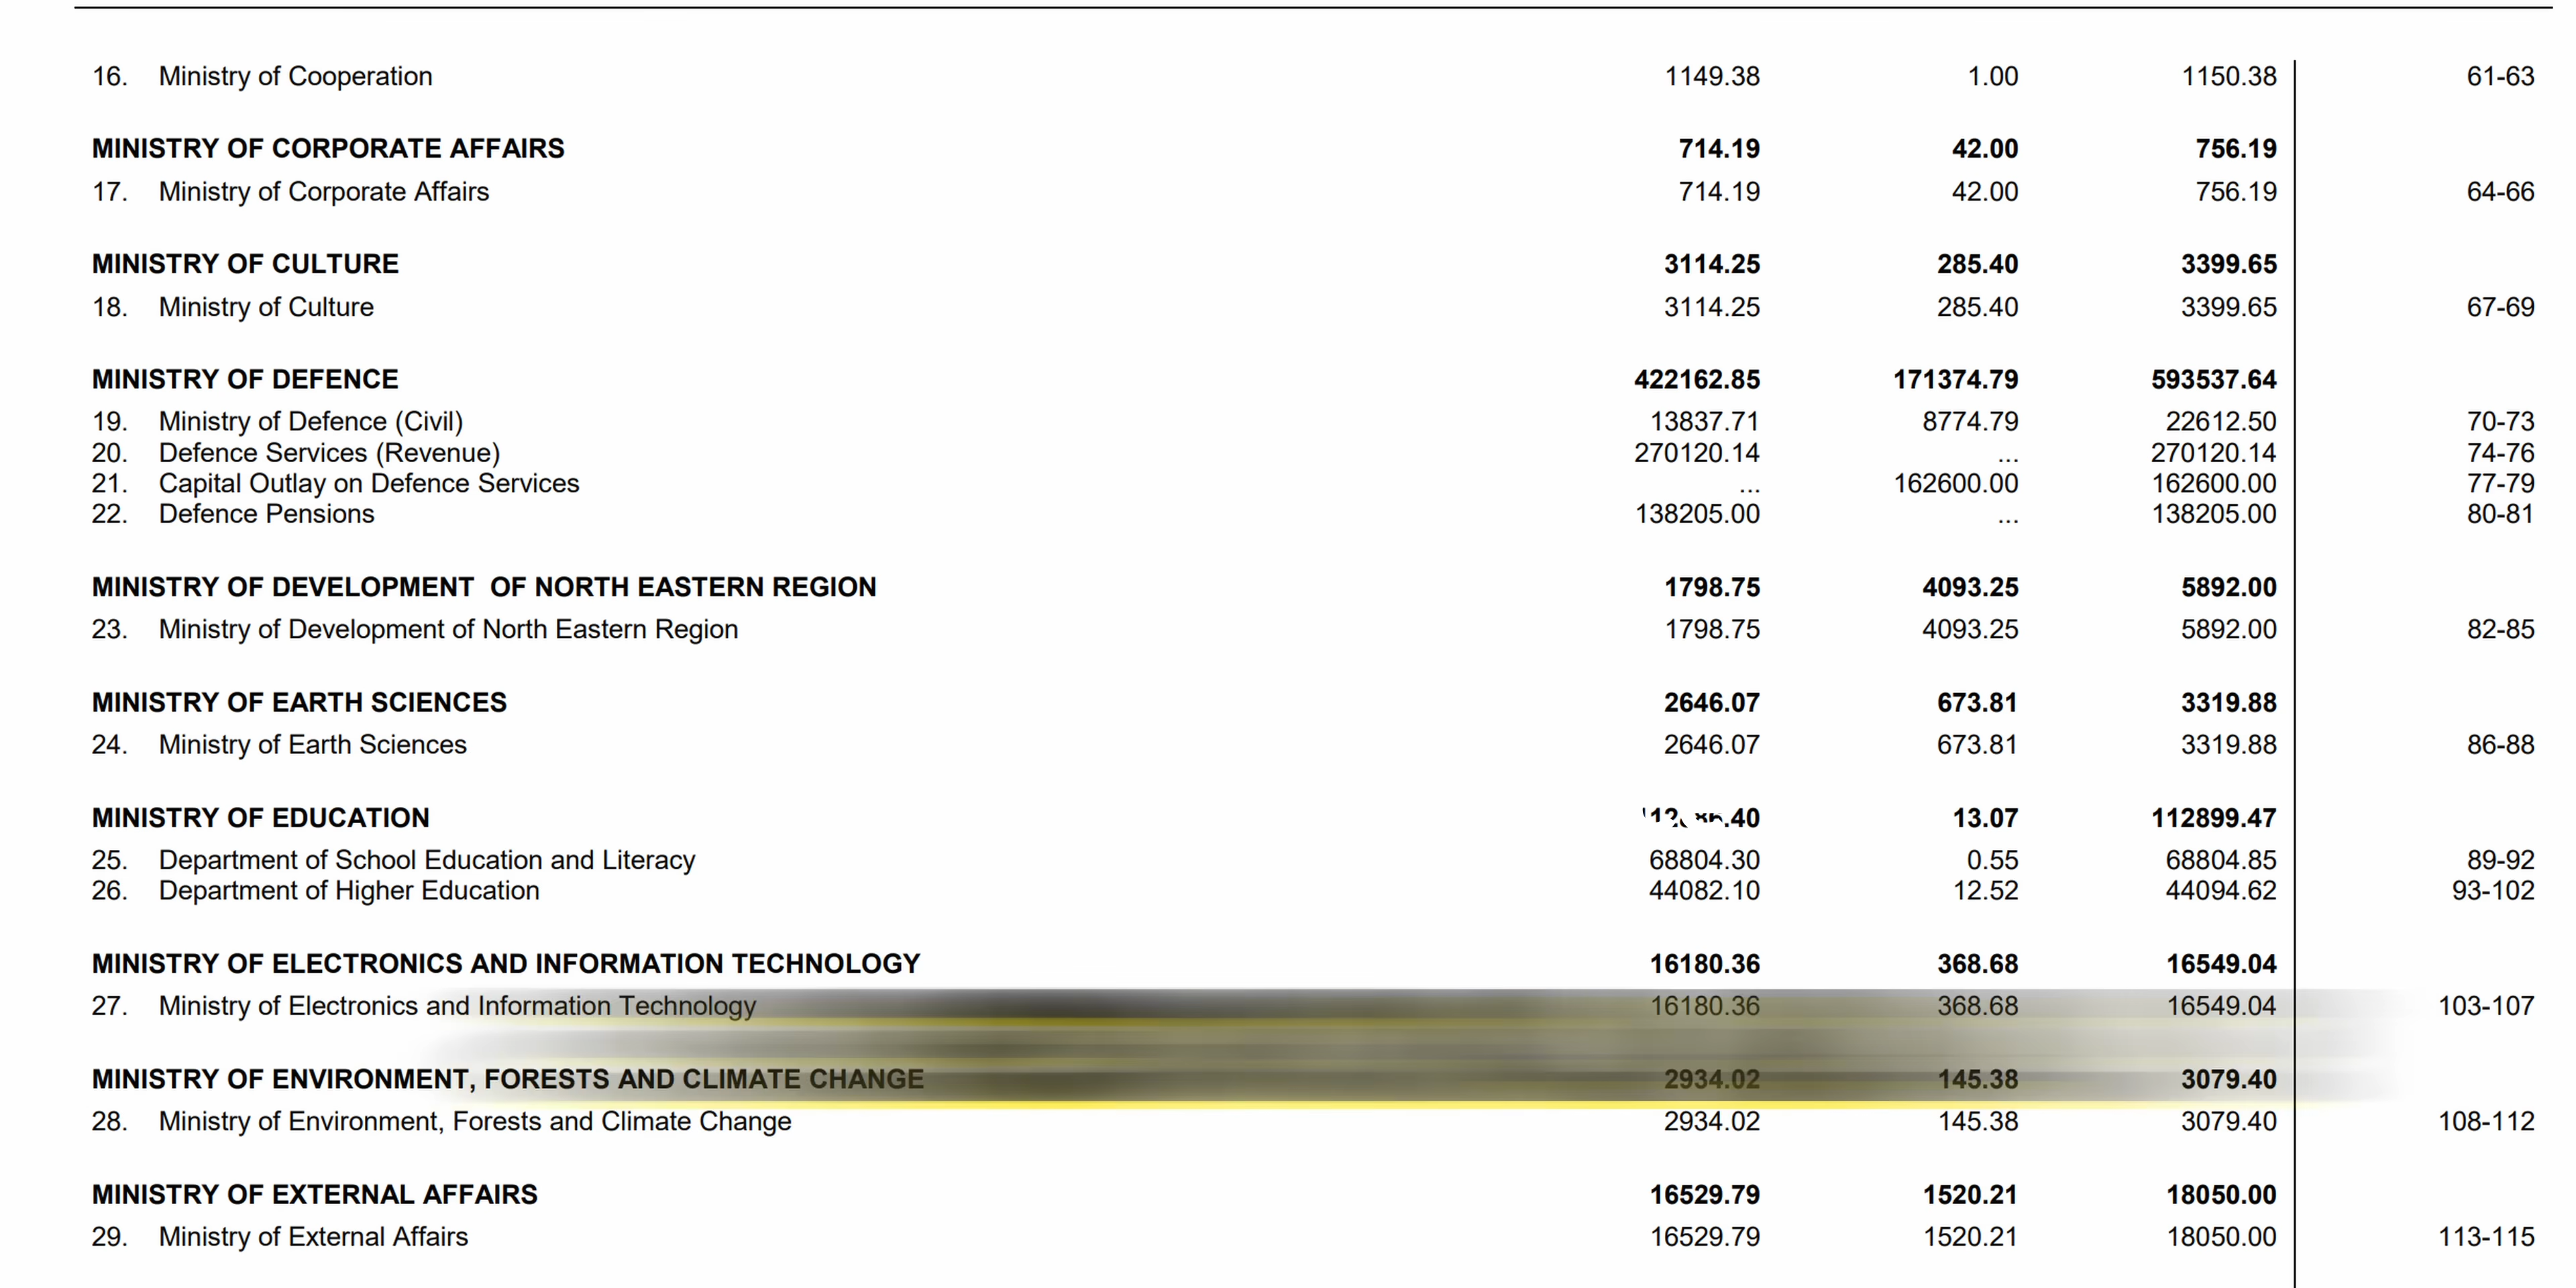 16. Ministry of Cooperation 1149.38 1.00 1150.38 61-63
MINISTRY OF CORPORATE AFFAIRS 714.19 42.00 756.19
17. Ministry of Corporate Affairs 714.19 42.00 756.19 64-66
MINISTRY OF CULTURE 3114.25 285.40 3399.65
18. Ministry of Culture 3114.25 285.40 3399.65 67-69
MINISTRY OF DEFENCE 422162.85 171374.79 593537.64
19. Ministry of Defence (Civil) 13837.71 8774.79 22612.50 70-73
20. Defence Services (Revenue) 270120.14 ... 270120.14 74-76
21. Capital Outlay on Defence Services ... 162600.00 162600.00 77-79
22. Defence Pensions 138205.00 ... 138205.00 80-81
MINISTRY OF DEVELOPMENT OF NORTH EASTERN REGION 1798.75 4093.25 5892.00
23. Ministry of Development of North Eastern Region 1798.75 4093.25 5892.00 82-85
MINISTRY OF EARTH SCIENCES 2646.07 673.81 3319.88
24. Ministry of Earth Sciences 2646.07 673.81 3319.88 86-88
MINISTRY OF EDUCATION 13.07 112899.47
25. Department of School Education and Literacy 68804.30 0.55 68804.85 89-92
26. Department of Higher Education 44082.10 12.52 44094.62 93-102
MINISTRY OF ELECTRONICS AND INFORMATION TECHNOLOGY 16180.36 368.68 16549.04
27. Ministry of Electronics and Information Technology 16180.36 368.68 16549.04 103-107
MINISTRY OF ENVIRONMENT, FORESTS AND CLIMATE CHANGE 2934.02 145.38 3079.40
28. Ministry of Environment, Forests and Climate Change 2934.02 145.38 3079.40 108-112
MINISTRY OF EXTERNAL AFFAIRS 16529.79 1520.21 18050.00
29. Ministry of External Affairs 16529.79 1520.21 18050.00 113-115